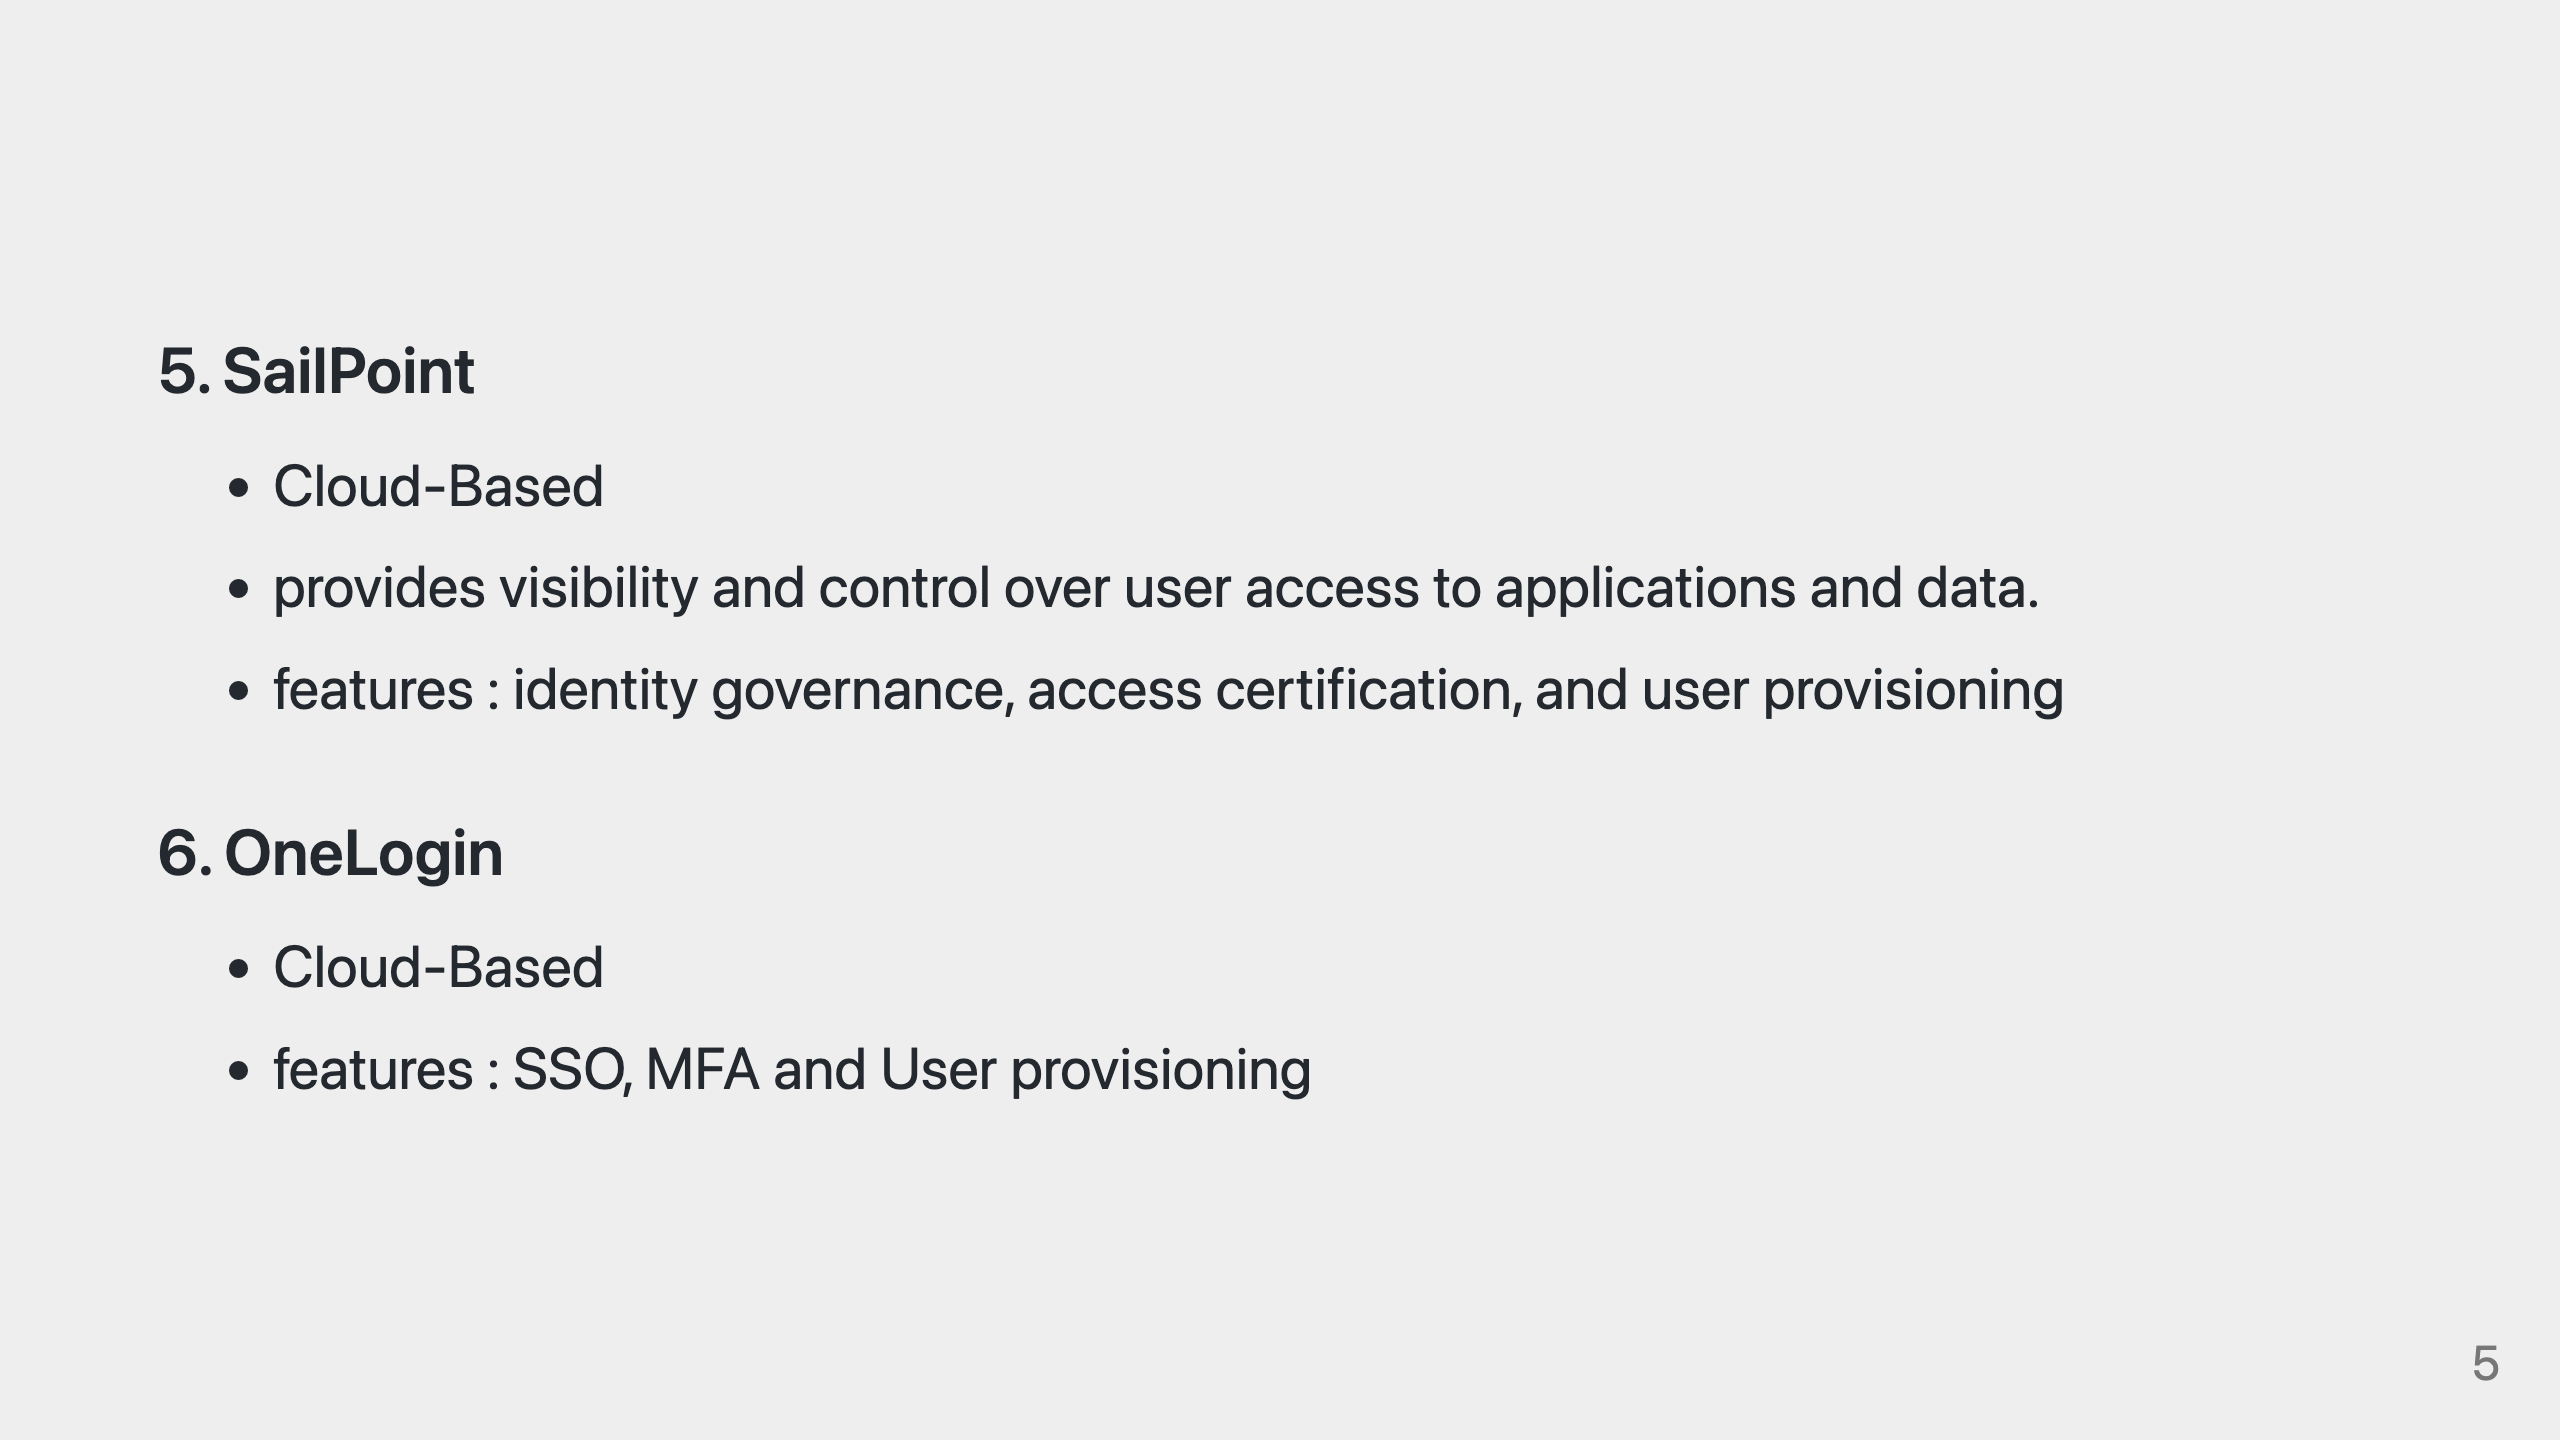 5. SailPoint
• Cloud-Based
• provides visibility and control over user access to applications and data.
• features : identity governance, access certification, and user provisioning
6. OneLogin
• Cloud-Based
• features : SSO, MFA and User provisioning
5